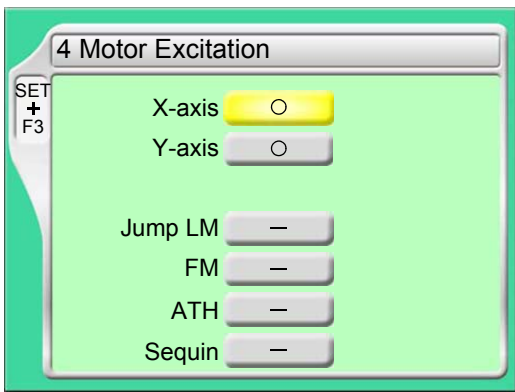 4 Motor Excitation
SET
+
F3
X-axis ○
Y-axis ○
Jump LM –
FM –
ATH –
Sequin –